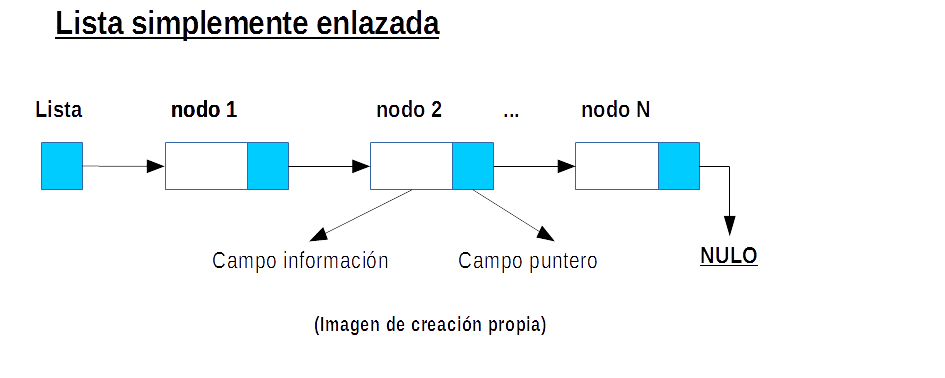 Lista simplemente enlazada
Lista nodo 1 nodo 2 ... nodo N
Campo información Campo puntero NULO
(Imagen de creación propia)